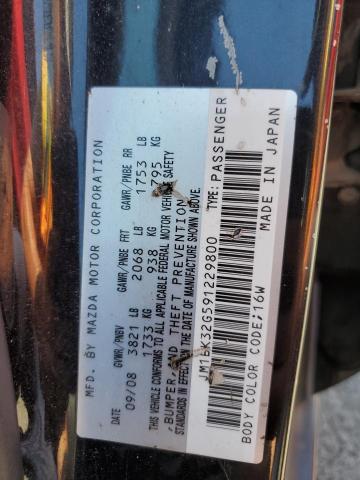 MFD. BY MAZDA MOTOR CORPORATION
DATE GVWR/PNBV GAWR/PNBE FRT GAWR/PNBE RR
09/08 3821 LB 2068 LB 1753 LB
1733 KG 938 KG 795 KG
THIS VEHICLE CONFORMS TO ALL APPLICABLE FEDERAL MOTOR VEHICLE SAFETY
, BUMPER, AND THEFT PREVENTION
STANDARDS IN EFFECT ON THE DATE OF MANUFACTURE SHOWN ABOVE.
JM1BK32G591229800 TYPE: PASSENGER
BODY COLOR CODE; 16W MADE IN JAPAN